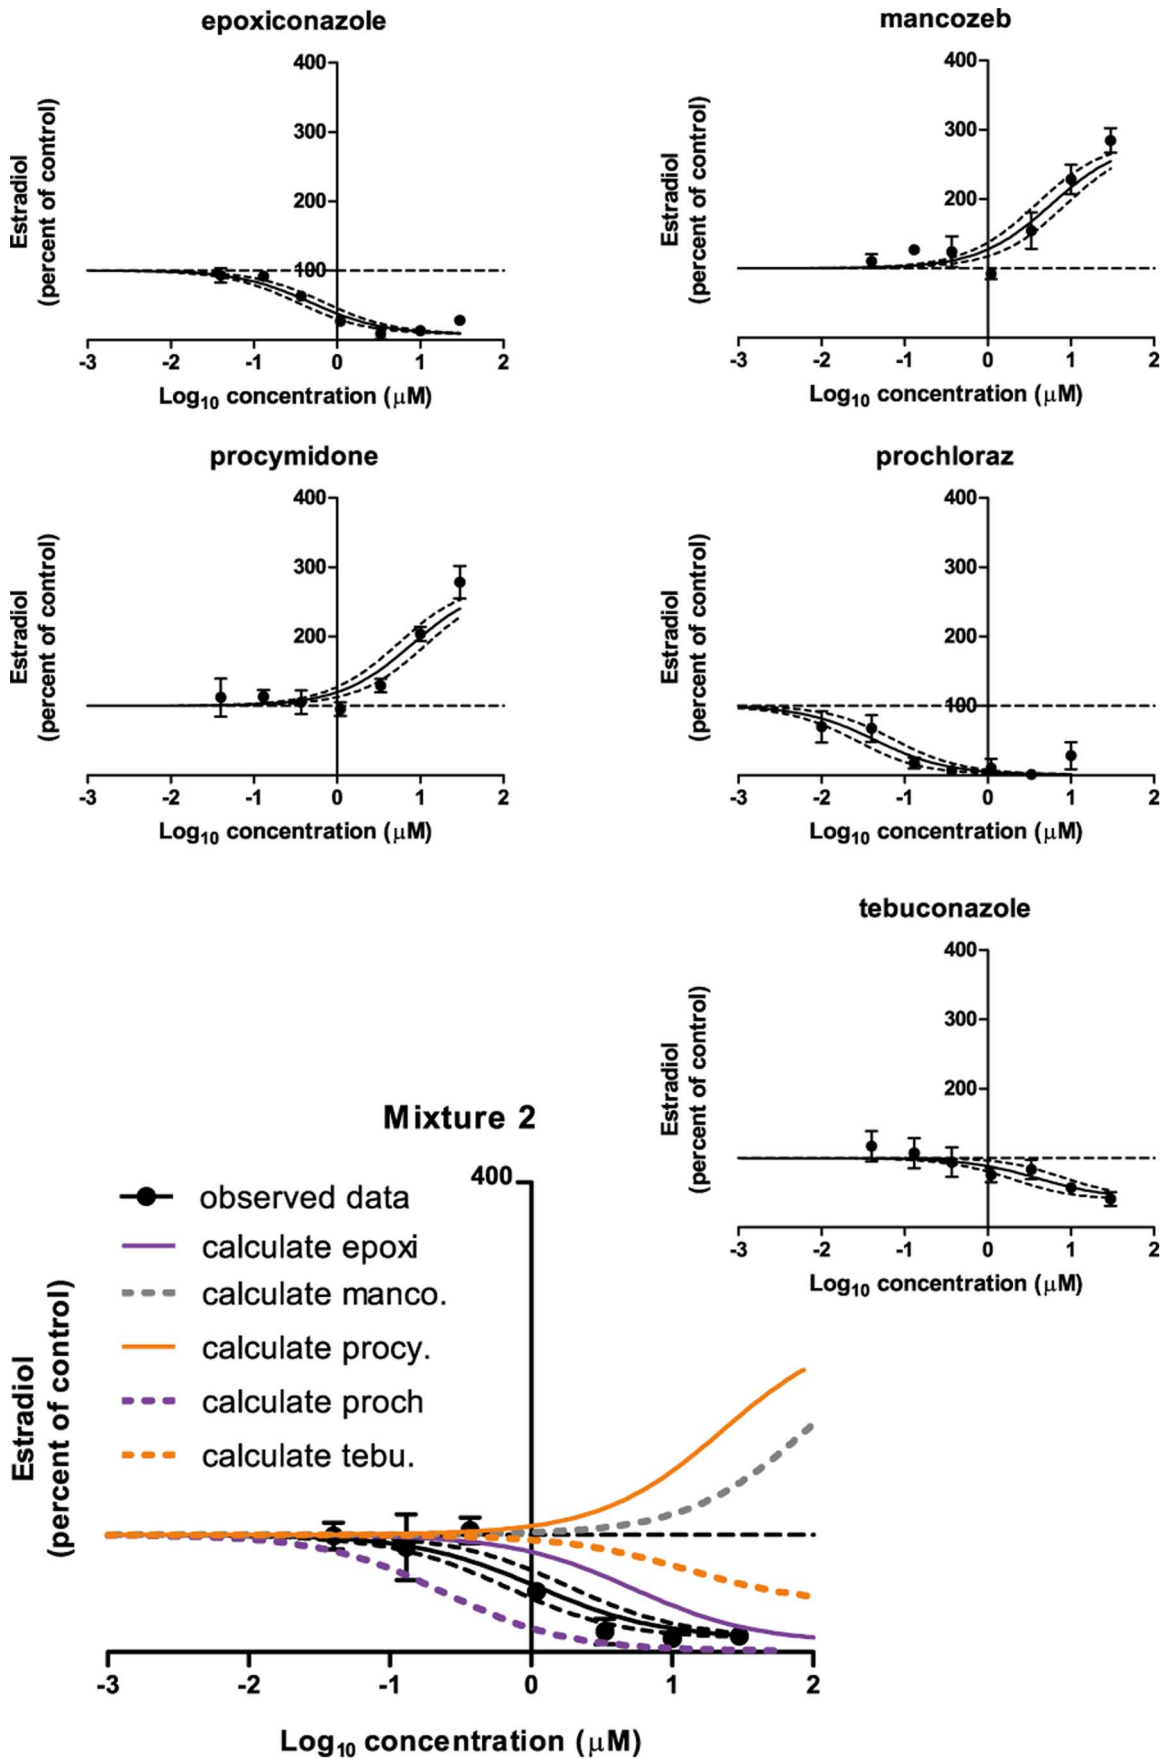 epoxiconazole
400
300
200
100
-3 -2 -1 0 1 2
Estradiol
(percent of control)
Log10 concentration (μM)
mancozeb
400
300
200
-3 -2 -1 0 1 2
Estradiol
(percent of control)
Log10 concentration (μM)
procymidone
400
300
200
-3 -2 -1 0 1 2
Estradiol
(percent of control)
Log10 concentration (μM)
prochloraz
400
300
200
100
-3 -2 -1 0 1 2
Estradiol
(percent of control)
Log10 concentration (μM)
tebuconazole
400
300
200
-3 -2 -1 0 1 2
Estradiol
(percent of control)
Log10 concentration (μM)
Mixture 2
400
observed data
calculate epoxi
calculate manco.
calculate procy.
calculate proch
calculate tebu.
Estradiol
(percent of control)
-3 -2 -1 0 1 2
Log10 concentration (μM)